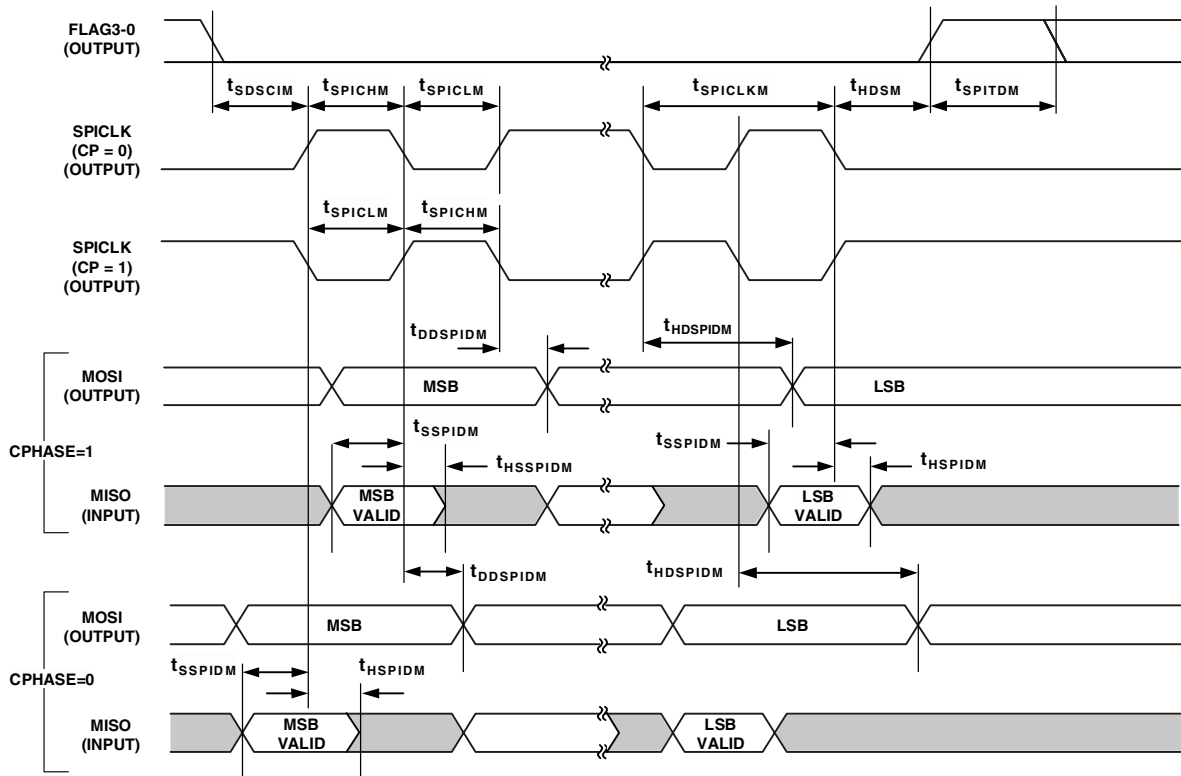 FLAG3-0
(OUTPUT)
tSDSCIM
tSPICHM
tSPICLM
tSPICLKM
tHDSM
tSPITDM
SPICLK
(CP = 0)
(OUTPUT)
tSPICLM
tSPICHM
SPICLK
(CP = 1)
(OUTPUT)
tDDSPIDM
tHDSPIDM
CPHASE=1
MOSI
(OUTPUT)
MSB
LSB
tSSPIDM
tHSSPIDM
tSSPIDM
tHSPIDM
MISO
(INPUT)
MSB
VALID
LSB
VALID
tDDSPIDM
tHDSPIDM
CPHASE=0
MOSI
(OUTPUT)
MSB
LSB
tSSPIDM
tHSPIDM
MISO
(INPUT)
MSB
VALID
LSB
VALID